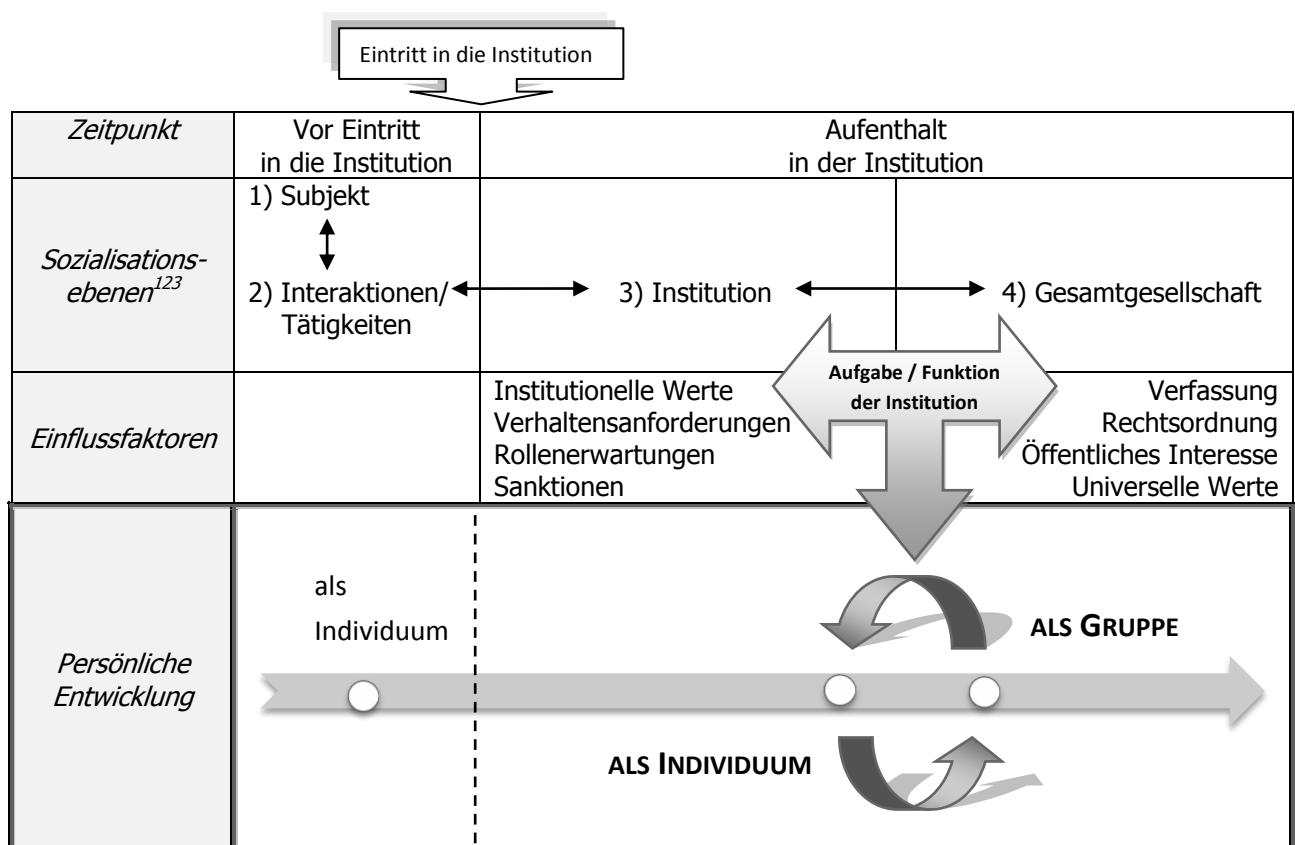 Eintritt in die Institution
Zeitpunkt
Vor Eintritt
in die Institution
Aufenthalt
in der Institution
Sozialisations-
ebenen123
1) Subjekt
2) Interaktionen/
Tätigkeiten
3) Institution
4) Gesamtgesellschaft
Aufgabe / Funktion
der Institution
Einflussfaktoren
Institutionelle Werte
Verhaltensanforderungen
Rollenerwartungen
Sanktionen
Verfassung
Rechtsordnung
Öffentliches Interesse
Universelle Werte
Persönliche
Entwicklung
als
Individuum
ALS GRUPPE
ALS INDIVIDUUM